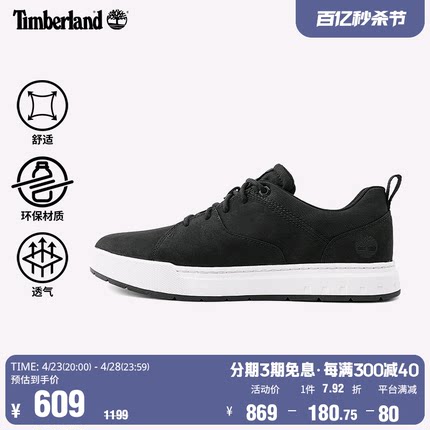 Timberland
百亿秒杀节
舒适
环保材质
透气
TIME: 4/23(20:00) - 4/28(23:59)
预估到手价
¥ 609 1199
分期3期免息·每满300减40
活动价 1件 7.92 折 平台满减
¥ 869 — 180.75 — 80